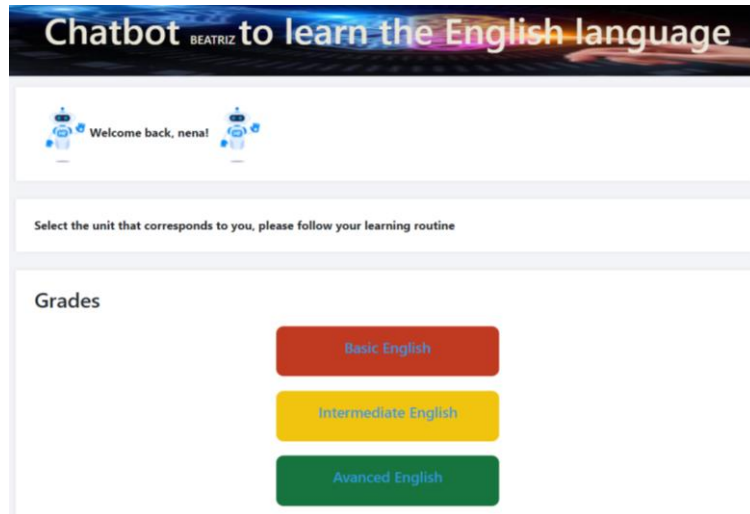 Chatbot BEATRIZ to learn the English language
Welcome back, nena!
Select the unit that corresponds to you, please follow your learning routine
Grades
Basic English
Intermediate English
Avanced English